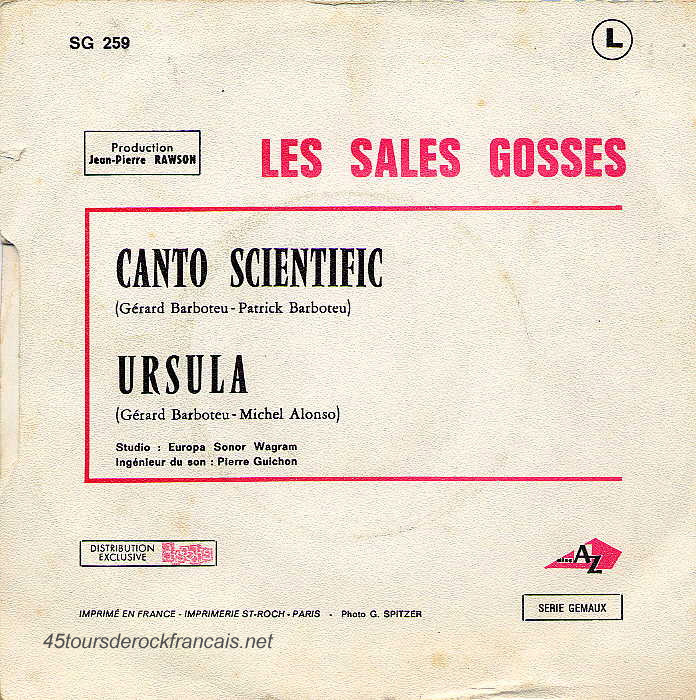 SG 259
L
Production
Jean-Pierre RAWSON
LES SALES GOSSES
CANTO SCIENTIFIC
(Gérard Barboteu - Patrick Barboteu)
URSULA
(Gérard Barboteu - Michel Alonso)
Studio : Europa Sonor Wagram
Ingénieur du son : Pierre Guichon
DISTRIBUTION
EXCLUSIVE
disc AZ
IMPRIMÉ EN FRANCE - IMPRIMERIE ST-ROCH - PARIS - Photo G. SPITZER
SERIE GEMAUX
45toursderockfrancais.net